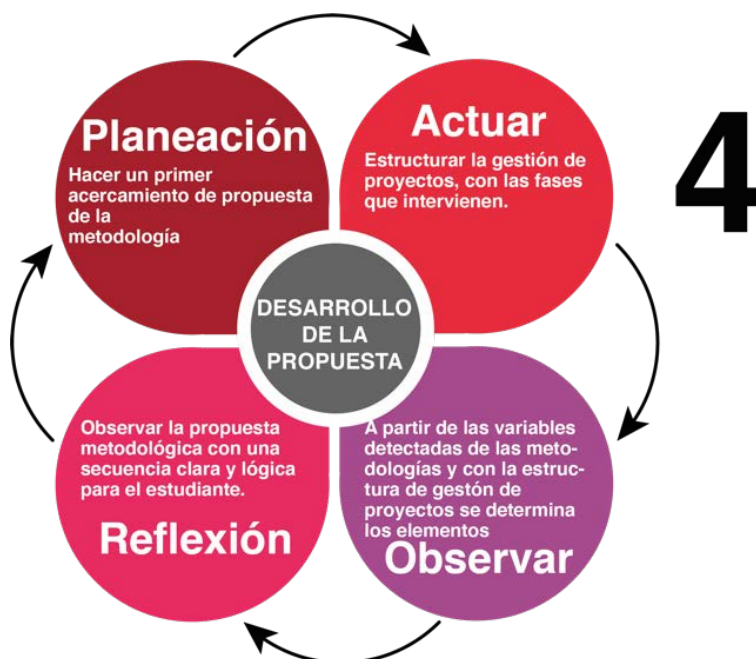 Planeación
Hacer un primer
acercamiento de propuesta
de la
metodología
Actuar
Estructurar la gestión de
proyectos, con las fases
que intervienen.
4
DESARROLLO
DE LA
PROPUESTA
Observar la propuesta
metodológica con una
secuencia clara y lógica
para el estudiante.
Reflexión
A partir de las variables
detectadas de las meto-
dologías y con la estruc-
tura de gestón de
proyectos se determina
los elementos
Observar